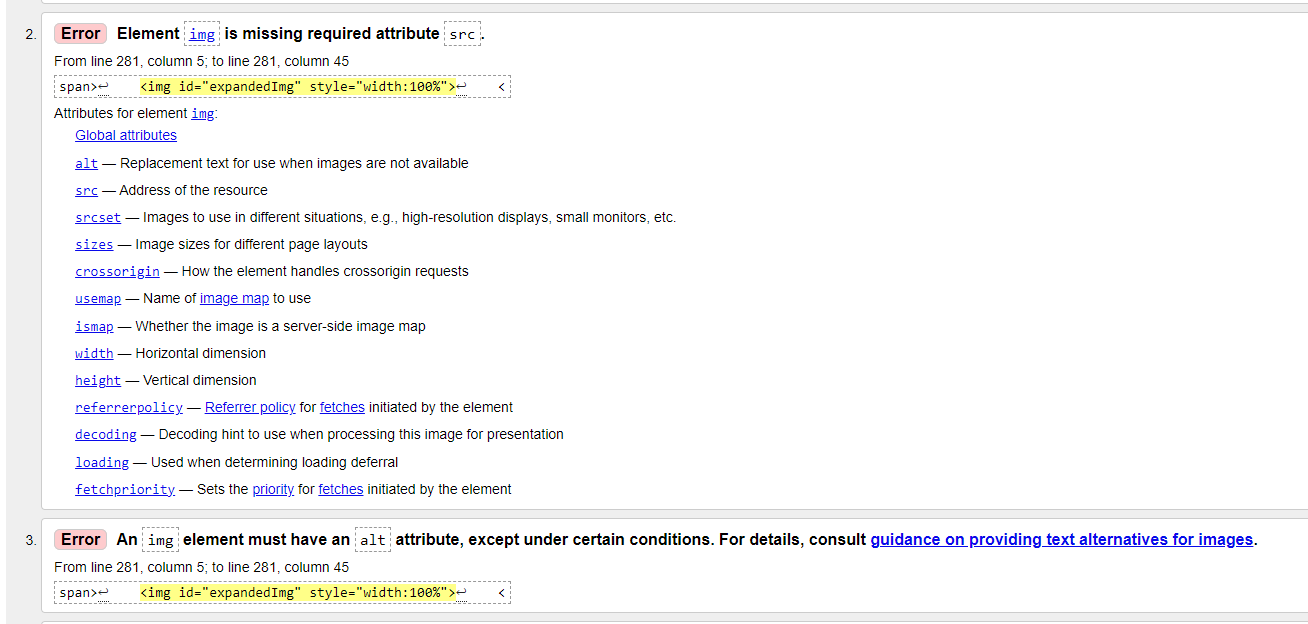 2. Error Element img is missing required attribute src.
From line 281, column 5; to line 281, column 45
span>↩    <img id="expandedImg" style="width:100%">↩    <
Attributes for element img:
Global attributes
alt — Replacement text for use when images are not available
src — Address of the resource
srcset — Images to use in different situations, e.g., high-resolution displays, small monitors, etc.
sizes — Image sizes for different page layouts
crossorigin — How the element handles crossorigin requests
usemap — Name of image map to use
ismap — Whether the image is a server-side image map
width — Horizontal dimension
height — Vertical dimension
referrerpolicy — Referrer policy for fetches initiated by the element
decoding — Decoding hint to use when processing this image for presentation
loading — Used when determining loading deferral
fetchpriority — Sets the priority for fetches initiated by the element
3. Error An img element must have an alt attribute, except under certain conditions. For details, consult guidance on providing text alternatives for images.
From line 281, column 5; to line 281, column 45
span>↩    <img id="expandedImg" style="width:100%">↩    <